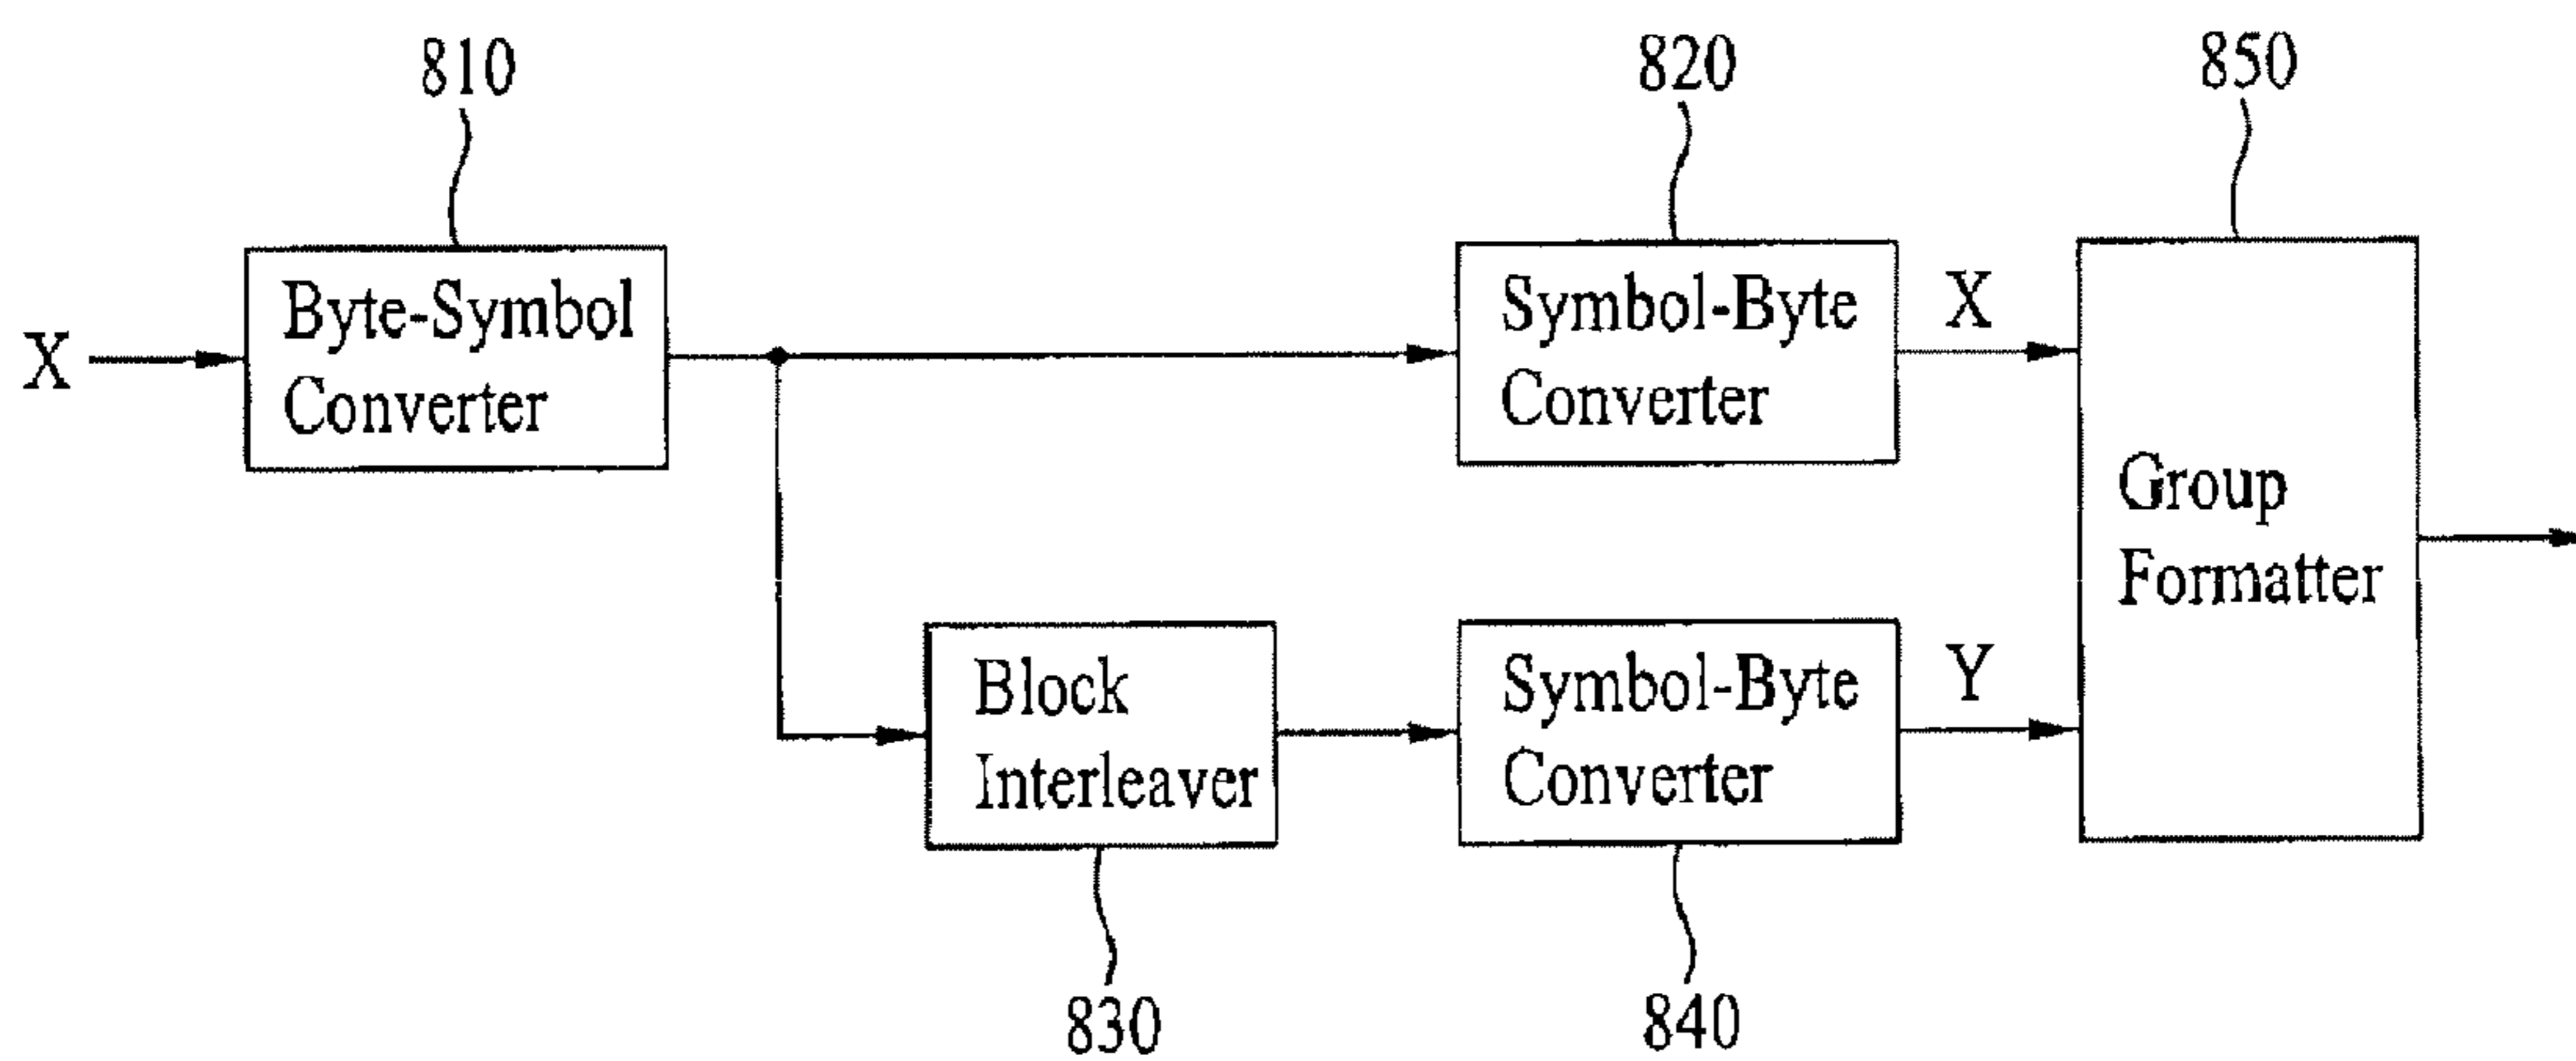 810
820
850
X
Byte-Symbol
Converter
Symbol-Byte
Converter
X
Group
Formatter
Block
Interleaver
Symbol-Byte
Converter
Y
830
840